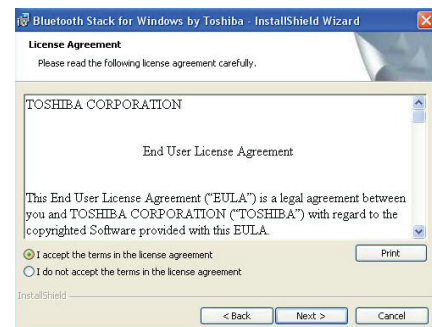 Bluetooth Stack for Windows by Toshiba - InstallShield Wizard
License Agreement
Please read the following license agreement carefully.
TOSHIBA CORPORATION
End User License Agreement
This End User License Agreement ("EULA") is a legal agreement between
you and TOSHIBA CORPORATION ("TOSHIBA") with regard to the
copyrighted Software provided with this EULA.
I accept the terms in the license agreement
Print
I do not accept the terms in the license agreement
InstallShield
< Back
Next >
Cancel